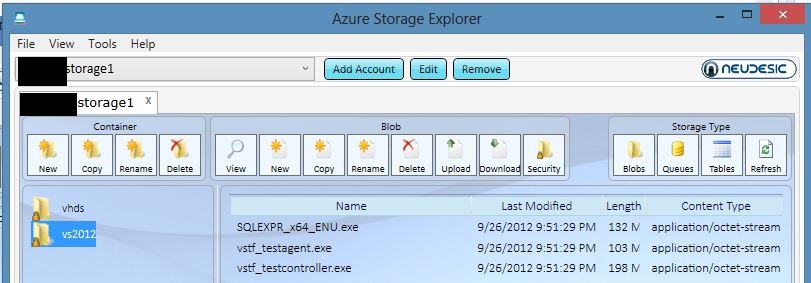 Azure Storage Explorer
File View Tools Help
storage1 Add Account Edit Remove NEUDESIC
storage1 x
Container Blob Storage Type
New Copy Rename Delete View New Copy Rename Delete Upload Download Security Blobs Queues Tables Refresh
vhds
vs2012
Name Last Modified Length Content Type
SQLEXPR_x64_ENU.exe 9/26/2012 9:51:29 PM 132 M application/octet-stream
vstf_testagent.exe 9/26/2012 9:51:29 PM 103 M application/octet-stream
vstf_testcontroller.exe 9/26/2012 9:51:29 PM 198 M application/octet-stream